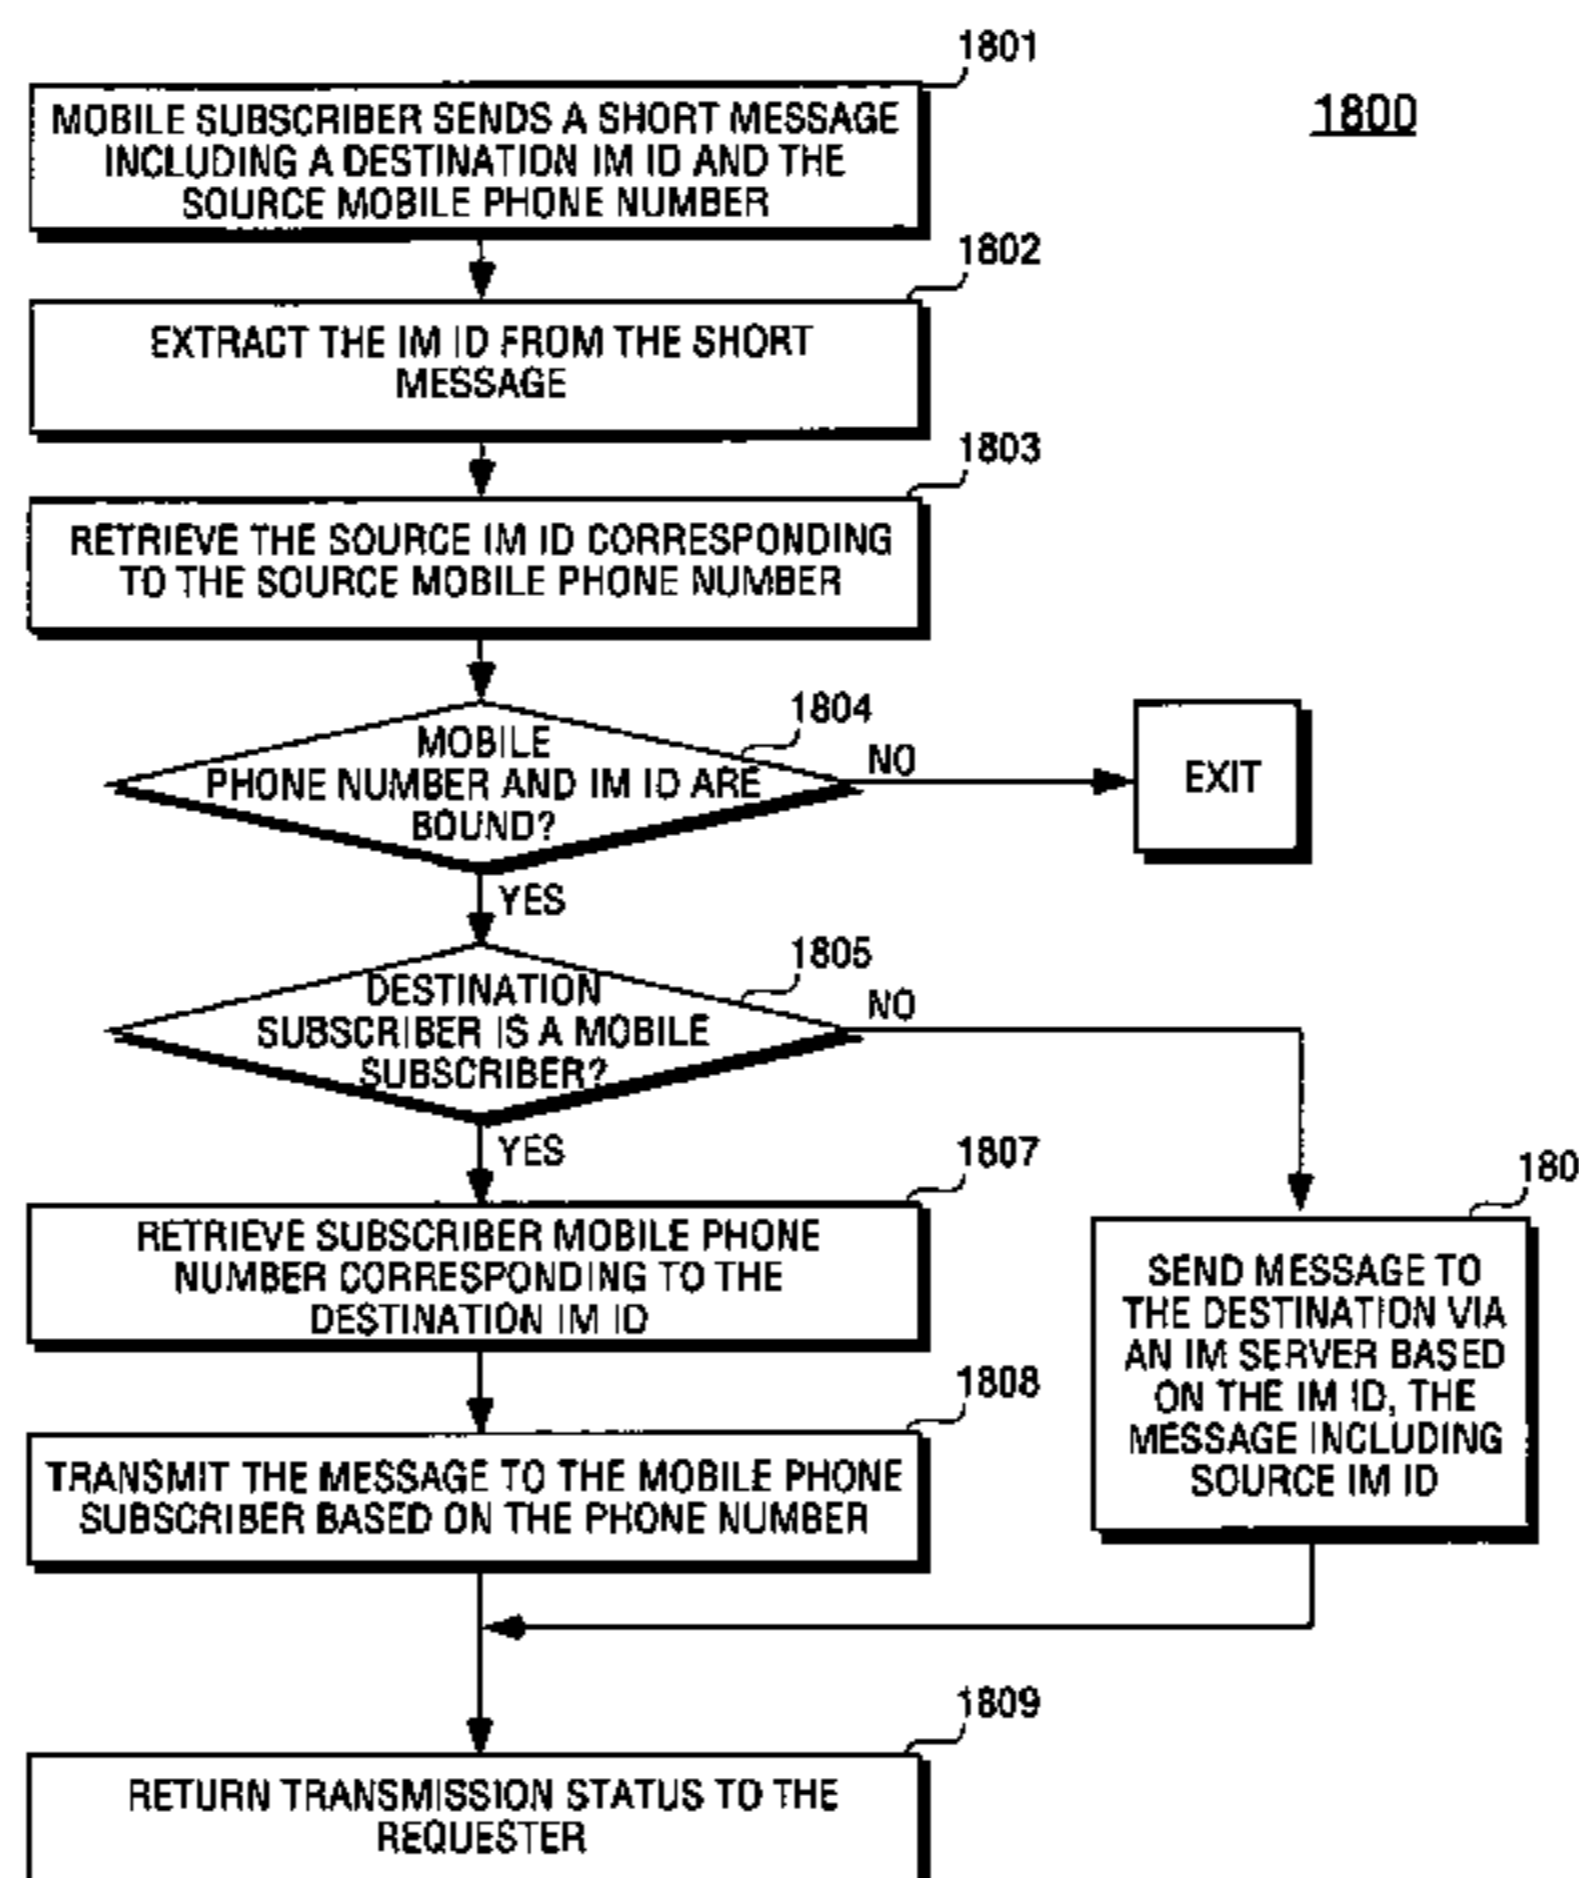 1801
1800
MOBILE SUBSCRIBER SENDS A SHORT MESSAGE
INCLUDING A DESTINATION IM ID AND THE
SOURCE MOBILE PHONE NUMBER
1802
EXTRACT THE IM ID FROM THE SHORT
MESSAGE
1803
RETRIEVE THE SOURCE IM ID CORRESPONDING
TO THE SOURCE MOBILE PHONE NUMBER
1804
MOBILE
PHONE NUMBER AND IM ID ARE
BOUND?
NO
EXIT
YES
1805
DESTINATION
SUBSCRIBER IS A MOBILE
SUBSCRIBER?
NO
YES
1807
RETRIEVE SUBSCRIBER MOBILE PHONE
NUMBER CORRESPONDING TO THE
DESTINATION IM ID
180
SEND MESSAGE TO
THE DESTINATION VIA
AN IM SERVER BASED
ON THE IM ID, THE
MESSAGE INCLUDING
SOURCE IM ID
1808
TRANSMIT THE MESSAGE TO THE MOBILE PHONE
SUBSCRIBER BASED ON THE PHONE NUMBER
1809
RETURN TRANSMISSION STATUS TO THE
REQUESTER